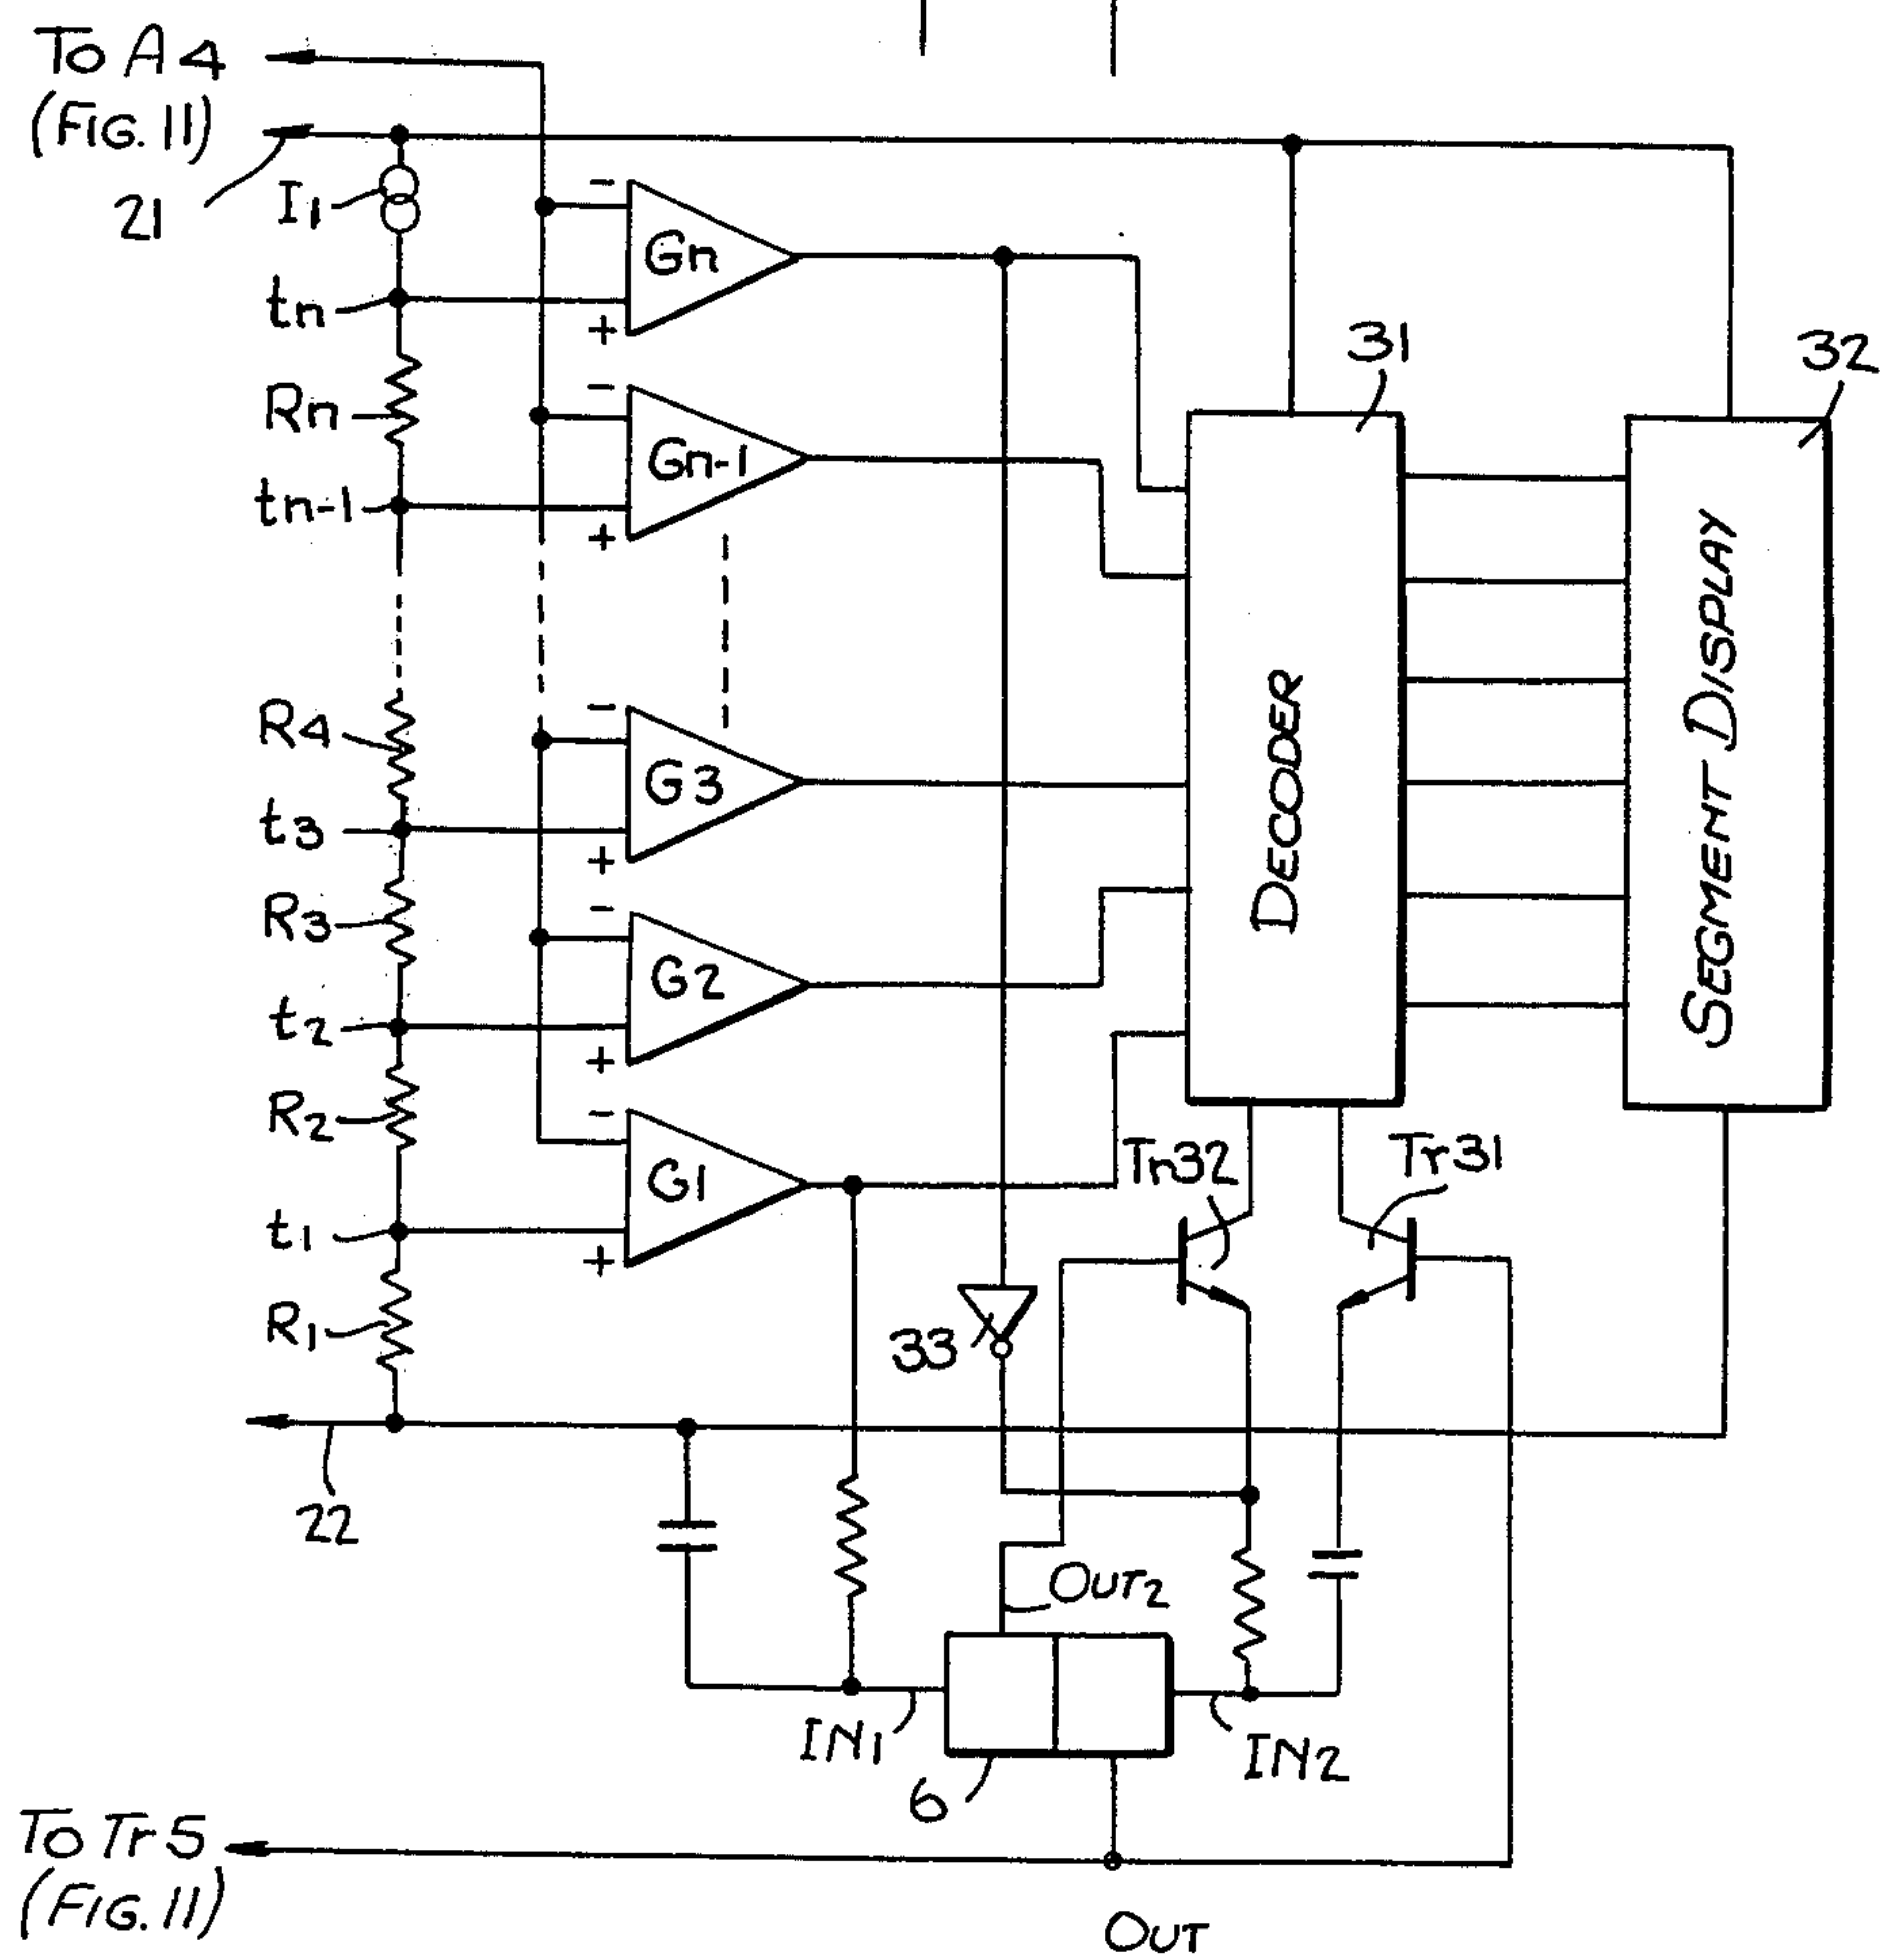 To A4
(FIG. 11)
21
I1
tn
Rn
tn-1
R4
t3
R3
t2
R2
t1
R1
22
-
Gn
+
-
Gn-1
+
-
G3
+
-
G2
+
-
G1
+
31
DECODER
32
SEGMENT DISPLAY
Tr32
Tr31
33
OUT2
IN1
IN2
6
To Tr5
(FIG. 11)
OUT